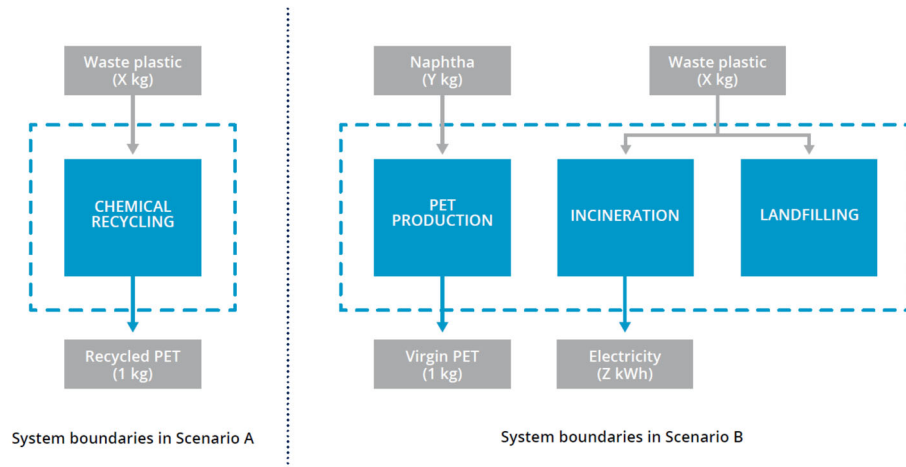 Waste plastic
(X kg)
CHEMICAL
RECYCLING
Recycled PET
(1 kg)
System boundaries in Scenario A
Naphtha
(Y kg)
Waste plastic
(X kg)
PET
PRODUCTION
INCINERATION
LANDFILLING
Virgin PET
(1 kg)
Electricity
(Z kWh)
System boundaries in Scenario B